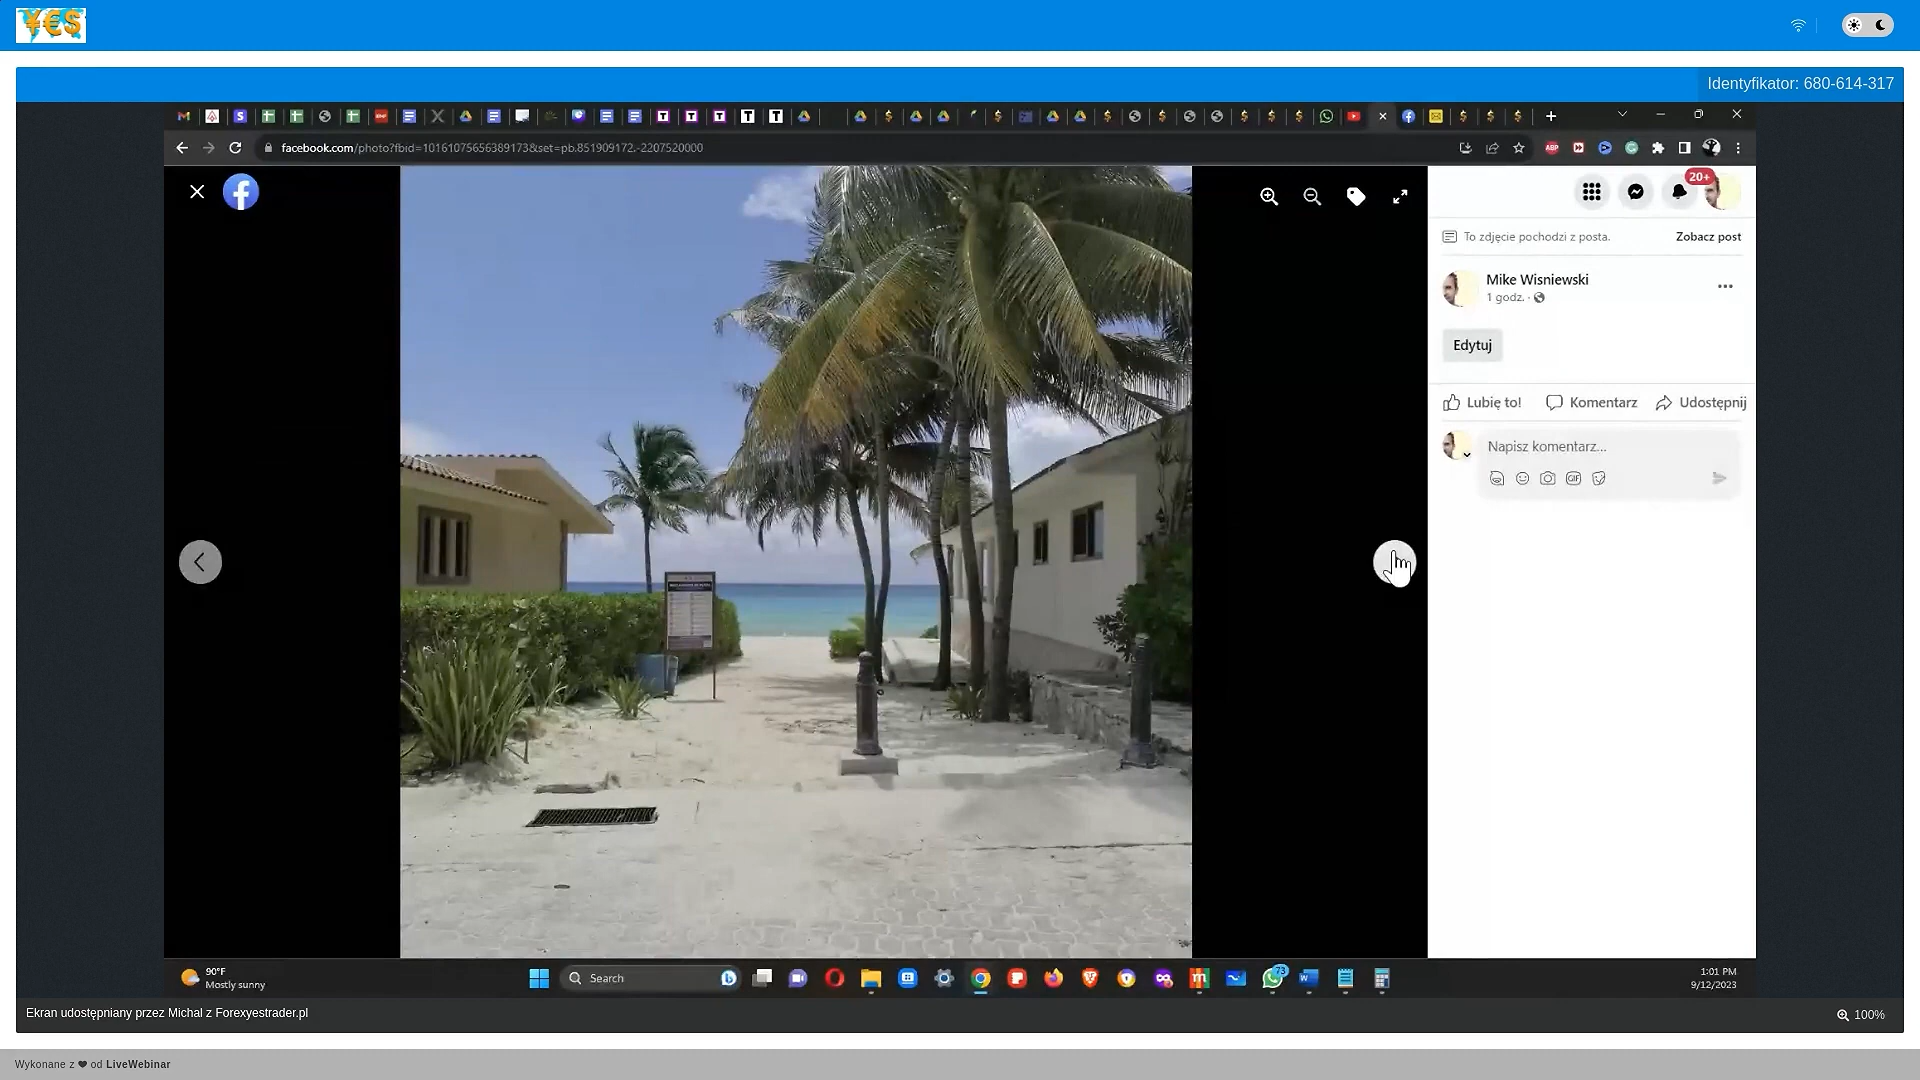 ¥€$
Identyfikator: 680-614-317
facebook.com/photo?fbid=10161075656389173&set=pb.851909172.-2207520000
20+
To zdjęcie pochodzi z posta.
Zobacz post
Mike Wisniewski
1 godz. ·
Edytuj
Lubię to!
Komentarz
Udostępnij
Napisz komentarz...
GIF
90°F
Mostly sunny
Search
73
1:01 PM
9/12/2023
Ekran udostępniany przez Michal z Forexyestrader.pl
100%
Wykonane z ❤ od LiveWebinar